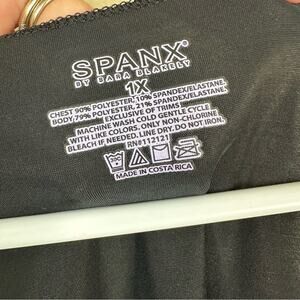 SPANX®
BY SARA BLAKELY
1X
CHEST 90% POLYESTER, 10% SPANDEX/ELASTANE.
BODY, 79% POLYESTER, 21% SPANDEX/ELASTANE.
EXCLUSIVE OF TRIMS
MACHINE WASH COLD GENTLE CYCLE
WITH LIKE COLORS. ONLY NON-CHLORINE
BLEACH IF NEEDED. LINE DRY. DO NOT IRON.
RN#112121
MADE IN COSTA RICA